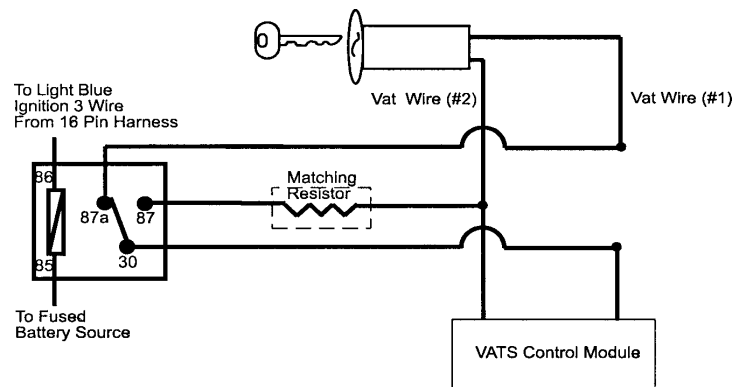 Vat Wire (#2)
Vat Wire (#1)
To Light Blue
Ignition 3 Wire
From 16 Pin Harness
86
87a
87
30
85
Matching
Resistor
To Fused
Battery Source
VATS Control Module